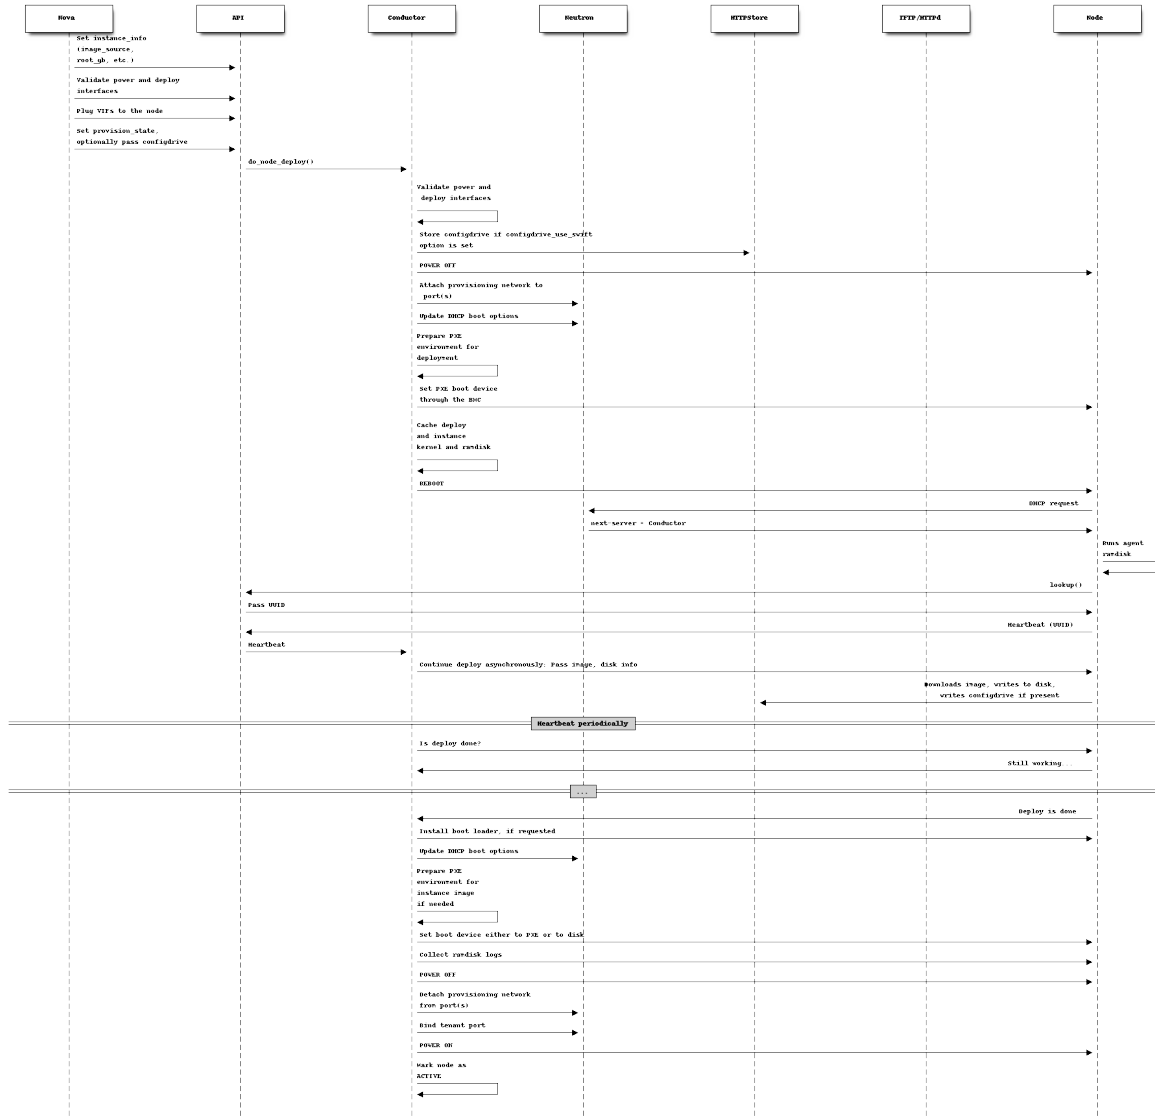 Nova
API
Conductor
Neutron
HTTPStore
TFTP/HTTPd
Node
Set instance_info
(image_source,
root_gb, etc.)
Validate power and deploy
interfaces
Plug VIFs to the node
Set provision_state,
optionally pass configdrive
do_node_deploy()
Validate power and
deploy interfaces
Store configdrive if configdrive_use_swift
option is set
POWER OFF
Attach provisioning network to
port(s)
Update DHCP boot options
Prepare PXE
environment for
deployment
Set PXE boot device
through the BMC
Cache deploy
and instance
kernel and ramdisk
REBOOT
DHCP request
next-server = Conductor
Runs agent
ramdisk
lookup()
Pass UUID
Heartbeat (UUID)
Heartbeat
Continue deploy asynchronously: Pass image, disk info
Downloads image, writes to disk,
writes configdrive if present
Heartbeat periodically
Is deploy done?
Still working...
...
Deploy is done
Install boot loader, if requested
Update DHCP boot options
Prepare PXE
environment for
instance image
if needed
Set boot device either to PXE or to disk
Collect ramdisk logs
POWER OFF
Detach provisioning network
from port(s)
Bind tenant port
POWER ON
Mark node as
ACTIVE